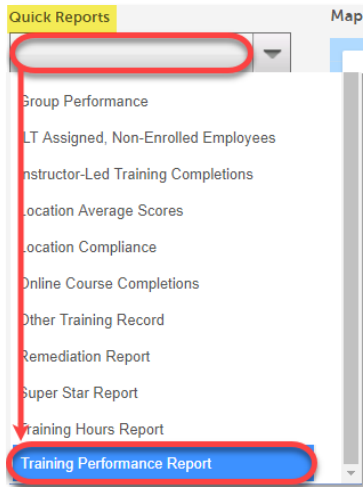 Quick Reports
Map
Group Performance
ILT Assigned, Non-Enrolled Employees
Instructor-Led Training Completions
Location Average Scores
Location Compliance
Online Course Completions
Other Training Record
Remediation Report
Super Star Report
Training Hours Report
Training Performance Report